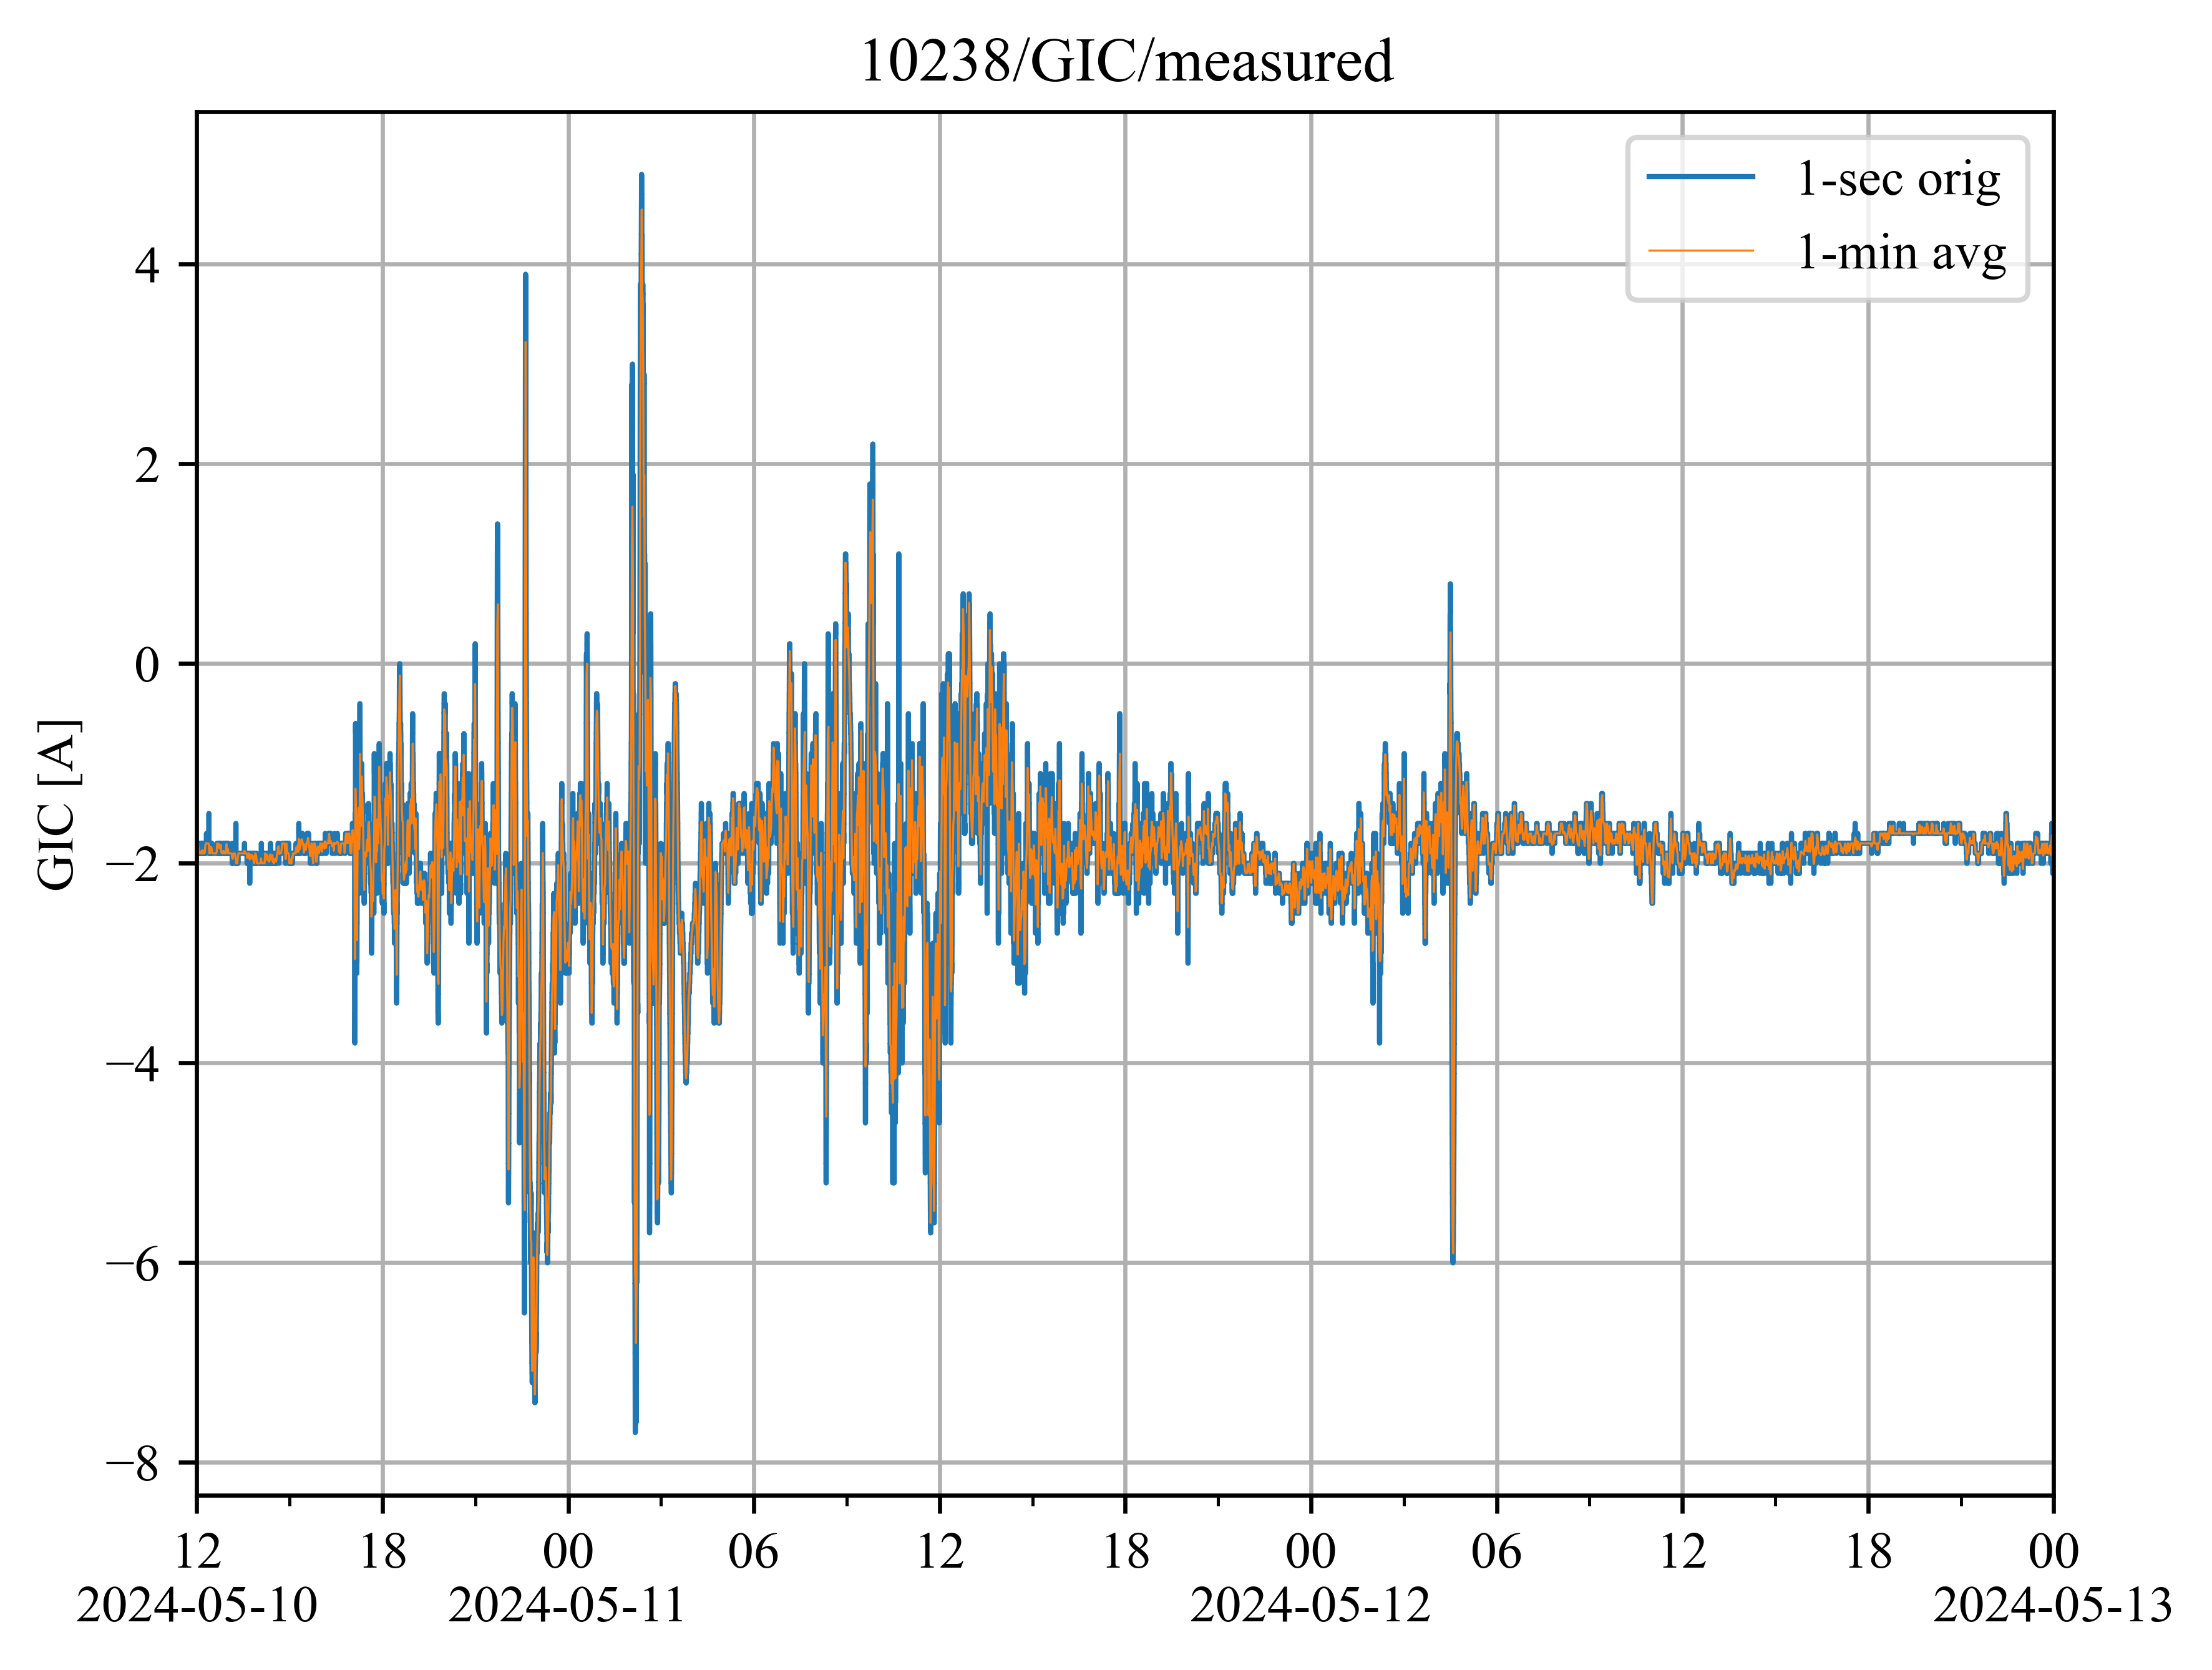 10238/GIC/measured
1-sec orig
1-min avg
GIC [A]
4
2
0
−2
−4
−6
−8
12 18 00 06 12 18 00 06 12 18 00
2024-05-10 2024-05-11 2024-05-12 2024-05-13